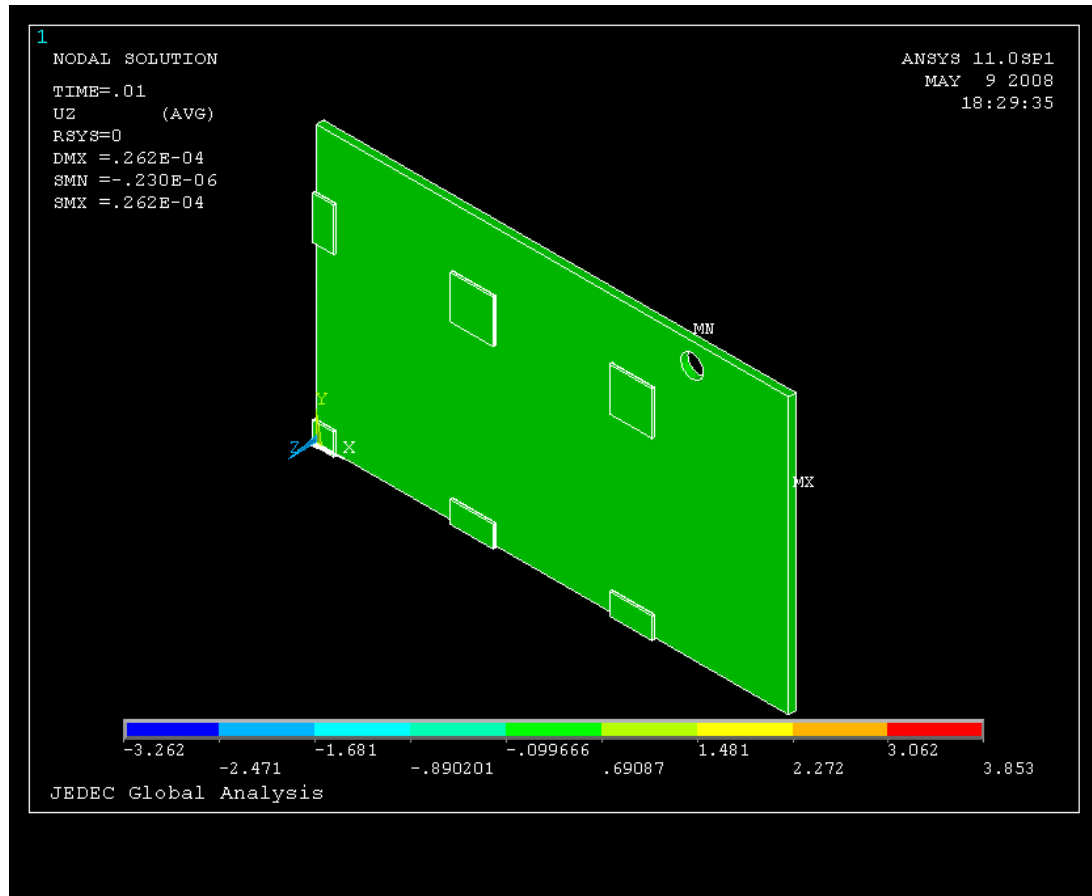 1
NODAL SOLUTION
TIME=.01
UZ (AVG)
RSYS=0
DMX =.262E-04
SMN =-.230E-06
SMX =.262E-04
ANSYS 11.0SP1
MAY 9 2008
18:29:35
MN
Y
Z X
MX
-3.262 -1.681 -.099666 1.481 3.062
-2.471 -.890201 .69087 2.272 3.853
JEDEC Global Analysis